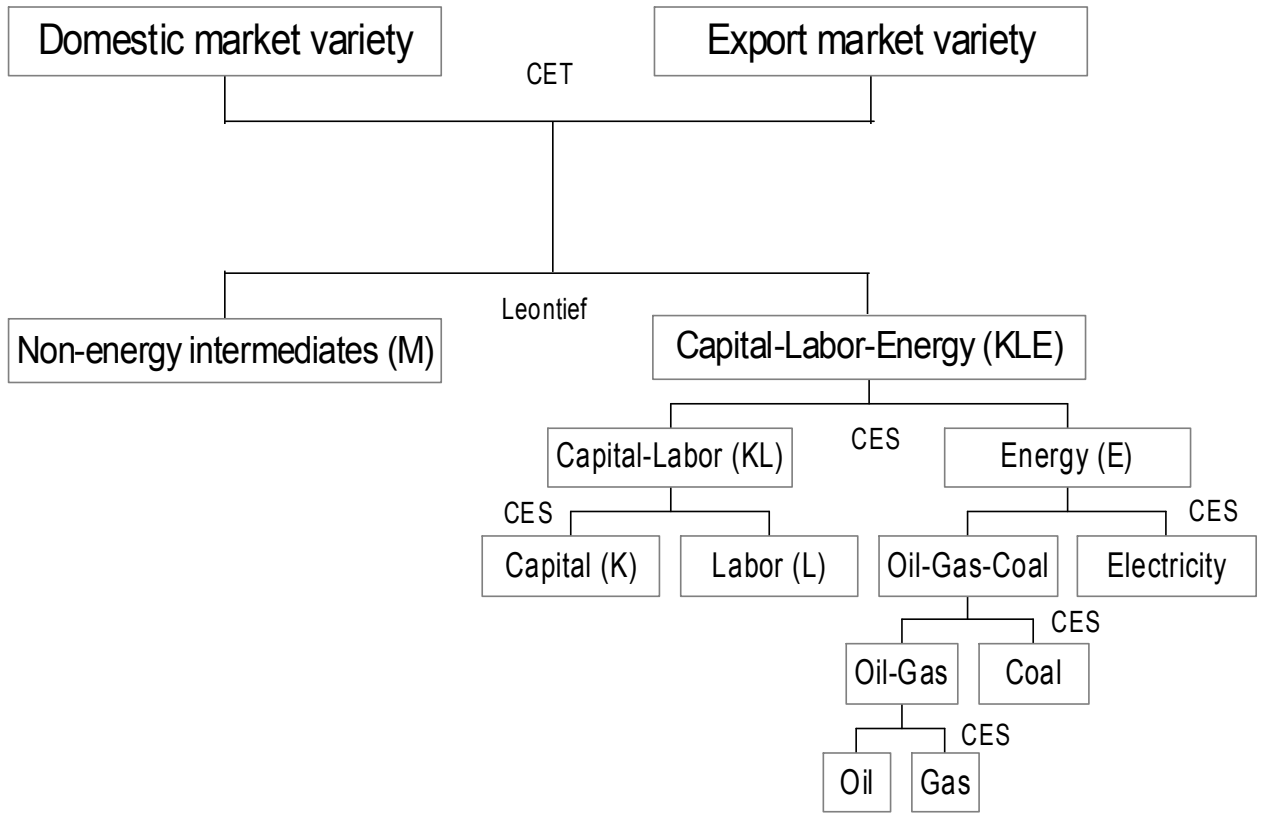 Domestic market variety
Export market variety
CET
Leontief
Non-energy intermediates (M)
Capital-Labor-Energy (KLE)
CES
Capital-Labor (KL)
Energy (E)
CES
CES
Capital (K)
Labor (L)
Oil-Gas-Coal
Electricity
CES
Oil-Gas
Coal
CES
Oil
Gas